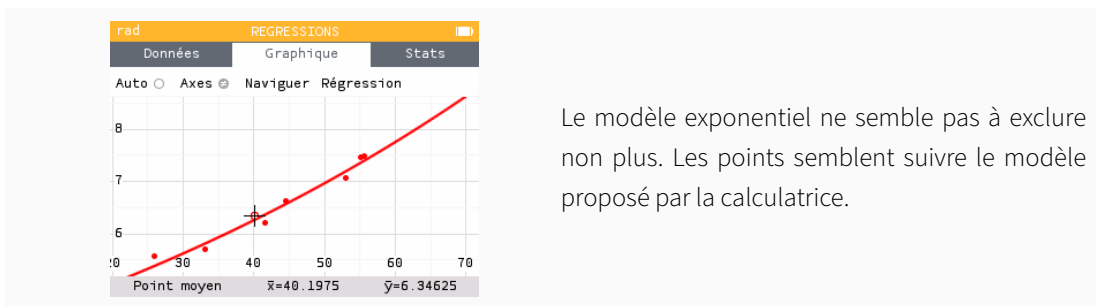 rad REGRESSIONS
Données Graphique Stats
Auto Axes Naviguer Régression
8
7
6
20 30 40 50 60 70
Point moyen x̄=40.1975 ȳ=6.34625
Le modèle exponentiel ne semble pas à exclure
non plus. Les points semblent suivre le modèle
proposé par la calculatrice.